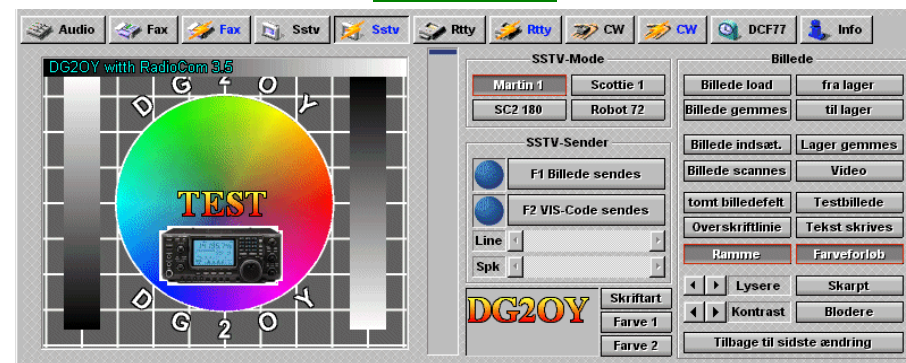 Audio Fax Fax Sstv Sstv Rtty Rtty CW CW DCF77 Info
DG2OY witth RadioCom 3.5
D G 2 O Y
TEST
D G 2 O Y
SSTV-Mode
Martin 1 Scottie 1
SC2 180 Robot 72
SSTV-Sender
F1 Billede sendes
F2 VIS-Code sendes
Line
Spk
DG2OY
Skriftart
Farve 1
Farve 2
Billede
Billede load fra lager
Billede gemmes til lager
Billede indsæt. Lager gemmes
Billede scannes Video
tomt billedefelt Testbillede
Overskriftlinie Tekst skrives
Ramme Farveforløb
Lysere Skarpt
Kontrast Blødere
Tilbage til sidste ændring